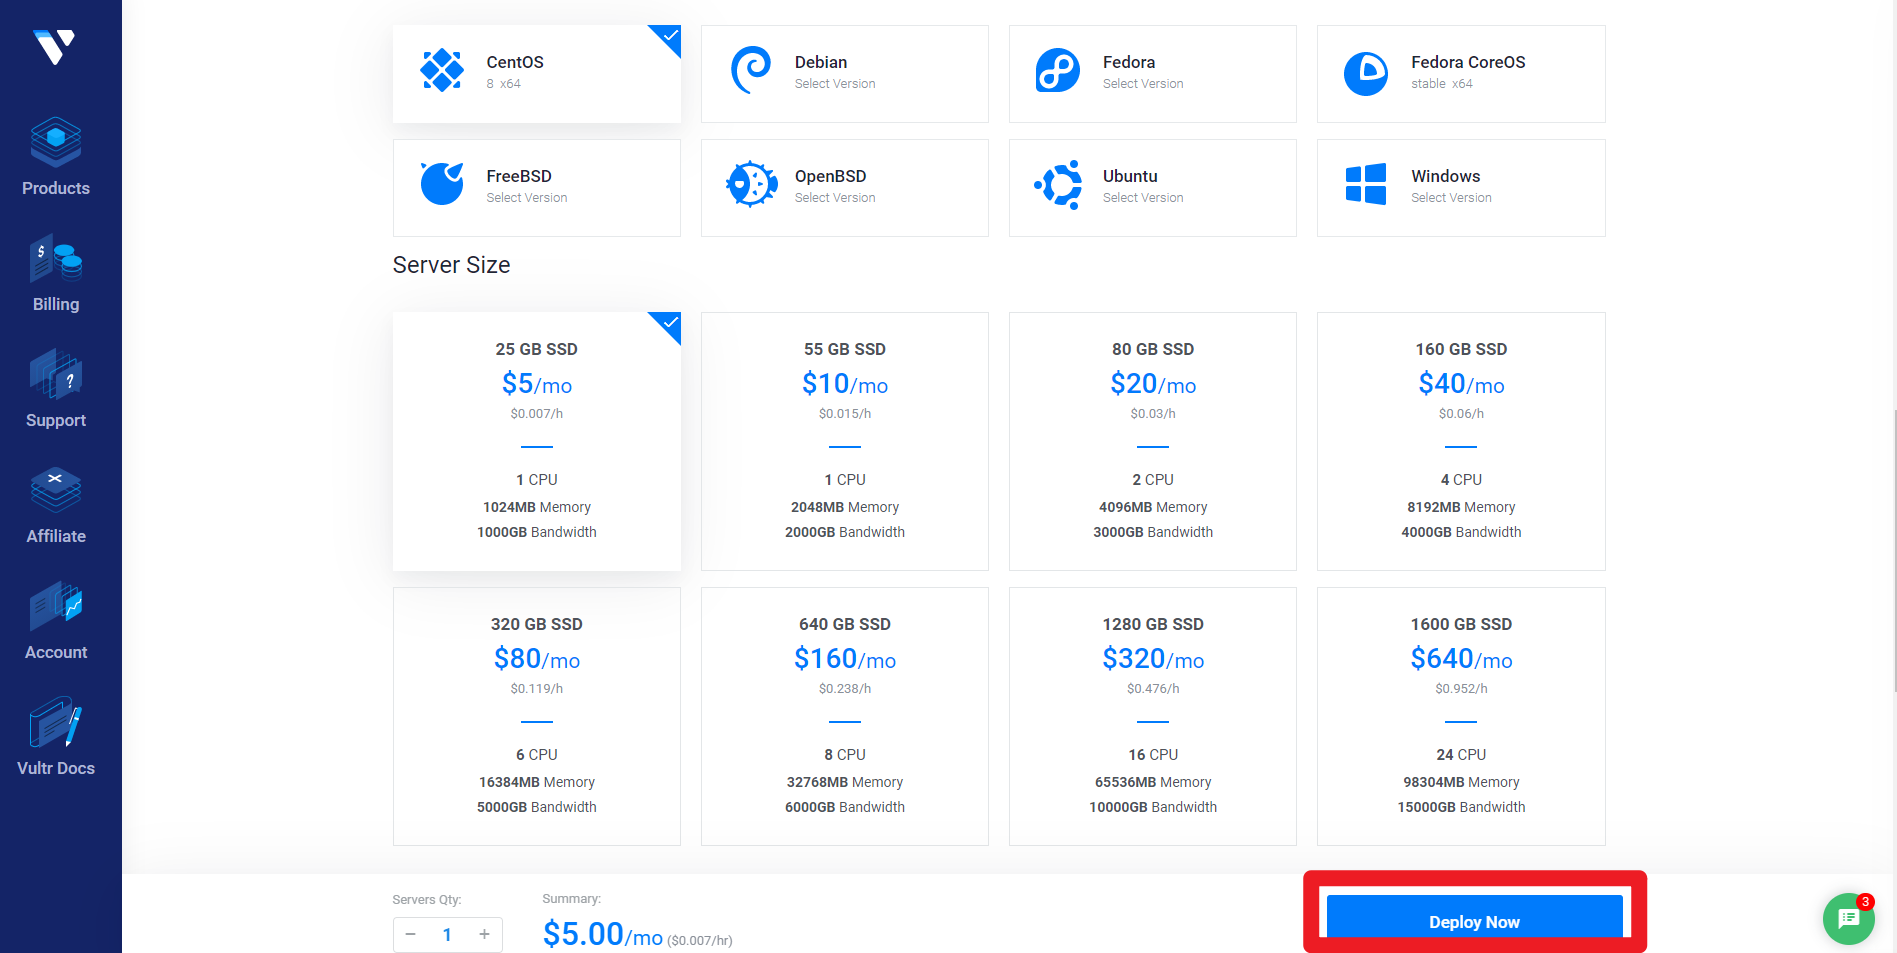 CentOS
8 x64
Debian
Select Version
Fedora
Select Version
Fedora CoreOS
stable x64
FreeBSD
Select Version
OpenBSD
Select Version
Ubuntu
Select Version
Windows
Select Version
Products
Billing
Support
Affiliate
Account
Vultr Docs
Server Size
25 GB SSD
$5/mo
$0.007/h
1 CPU
1024MB Memory
1000GB Bandwidth
55 GB SSD
$10/mo
$0.015/h
1 CPU
2048MB Memory
2000GB Bandwidth
80 GB SSD
$20/mo
$0.03/h
2 CPU
4096MB Memory
3000GB Bandwidth
160 GB SSD
$40/mo
$0.06/h
4 CPU
8192MB Memory
4000GB Bandwidth
320 GB SSD
$80/mo
$0.119/h
6 CPU
16384MB Memory
5000GB Bandwidth
640 GB SSD
$160/mo
$0.238/h
8 CPU
32768MB Memory
6000GB Bandwidth
1280 GB SSD
$320/mo
$0.476/h
16 CPU
65536MB Memory
10000GB Bandwidth
1600 GB SSD
$640/mo
$0.952/h
24 CPU
98304MB Memory
15000GB Bandwidth
Servers Qty:
− 1 +
Summary:
$5.00/mo ($0.007/hr)
Deploy Now
3